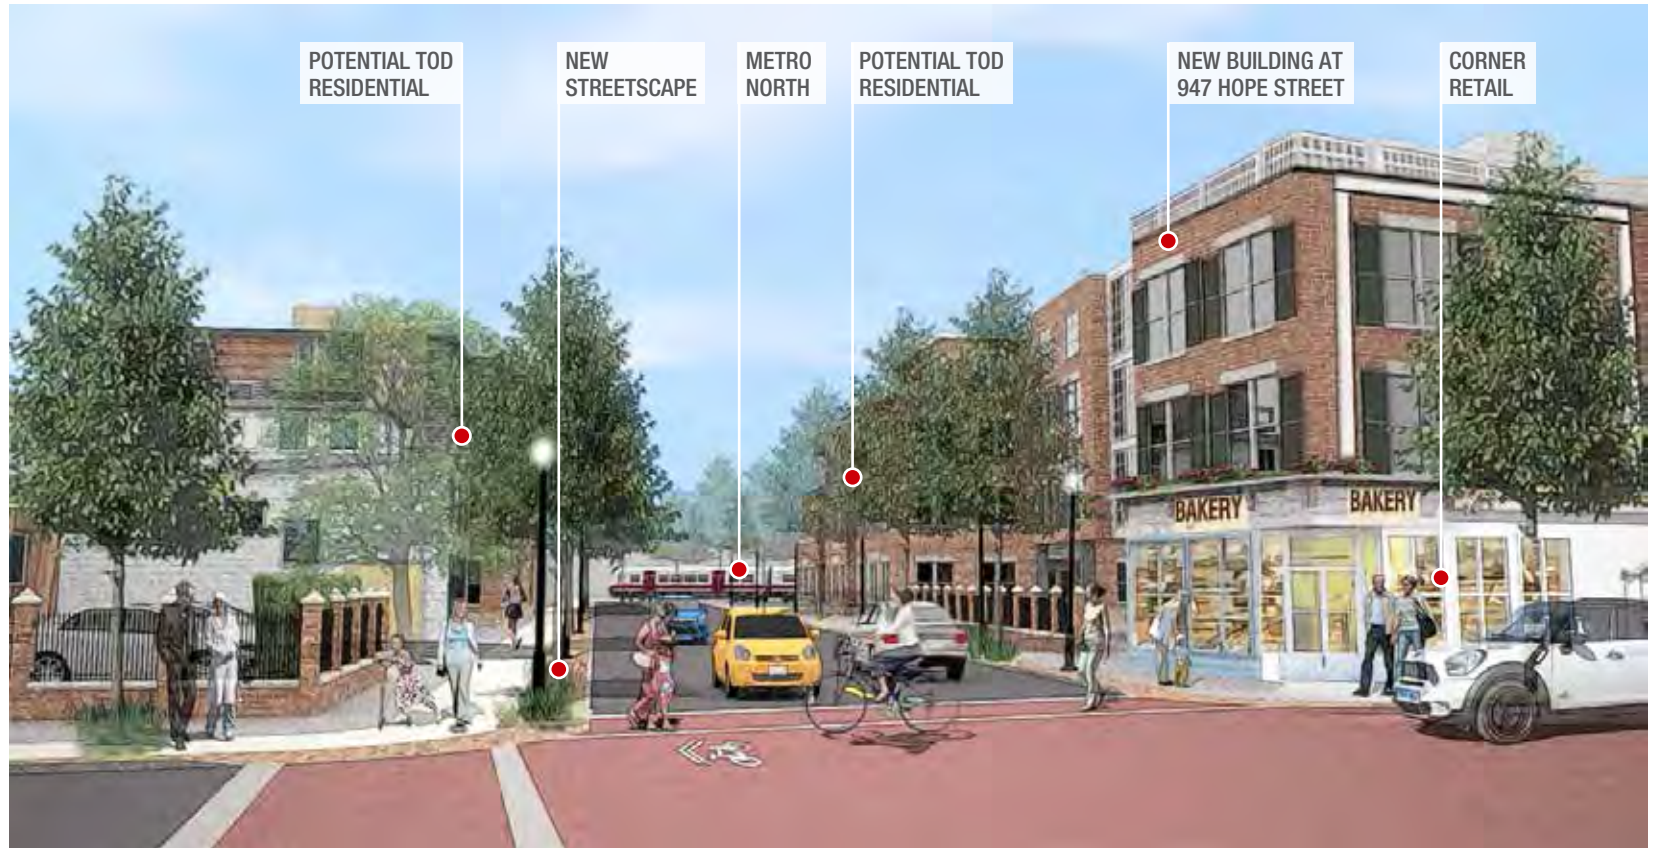 POTENTIAL TOD
RESIDENTIAL
NEW
STREETSCAPE
METRO
NORTH
POTENTIAL TOD
RESIDENTIAL
NEW BUILDING AT
947 HOPE STREET
CORNER
RETAIL
BAKERY
BAKERY